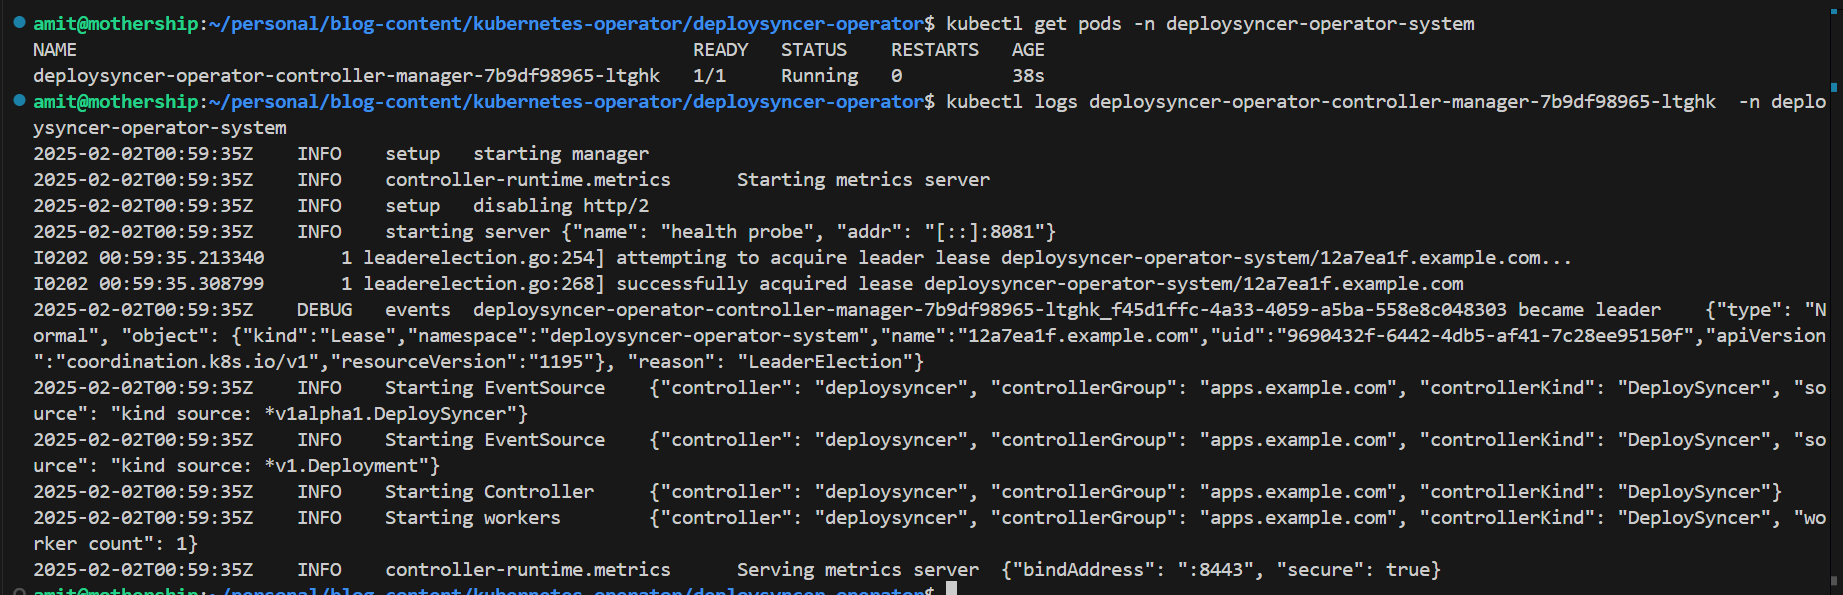 amit@mothership:~/personal/blog-content/kubernetes-operator/deploysyncer-operator$ kubectl get pods -n deploysyncer-operator-system
NAME                                                        READY   STATUS    RESTARTS   AGE
deploysyncer-operator-controller-manager-7b9df98965-ltghk   1/1     Running   0          38s
amit@mothership:~/personal/blog-content/kubernetes-operator/deploysyncer-operator$ kubectl logs deploysyncer-operator-controller-manager-7b9df98965-ltghk  -n deplo
ysyncer-operator-system
2025-02-02T00:59:35Z    INFO    setup   starting manager
2025-02-02T00:59:35Z    INFO    controller-runtime.metrics      Starting metrics server
2025-02-02T00:59:35Z    INFO    setup   disabling http/2
2025-02-02T00:59:35Z    INFO    starting server {"name": "health probe", "addr": "[::]:8081"}
I0202 00:59:35.213340       1 leaderelection.go:254] attempting to acquire leader lease deploysyncer-operator-system/12a7ea1f.example.com...
I0202 00:59:35.308799       1 leaderelection.go:268] successfully acquired lease deploysyncer-operator-system/12a7ea1f.example.com
2025-02-02T00:59:35Z    DEBUG   events  deploysyncer-operator-controller-manager-7b9df98965-ltghk_f45d1ffc-4a33-4059-a5ba-558e8c048303 became leader    {"type": "N
ormal", "object": {"kind":"Lease","namespace":"deploysyncer-operator-system","name":"12a7ea1f.example.com","uid":"9690432f-6442-4db5-af41-7c28ee95150f","apiVersion
":"coordination.k8s.io/v1","resourceVersion":"1195"}, "reason": "LeaderElection"}
2025-02-02T00:59:35Z    INFO    Starting EventSource    {"controller": "deploysyncer", "controllerGroup": "apps.example.com", "controllerKind": "DeploySyncer", "so
urce": "kind source: *v1alpha1.DeploySyncer"}
2025-02-02T00:59:35Z    INFO    Starting EventSource    {"controller": "deploysyncer", "controllerGroup": "apps.example.com", "controllerKind": "DeploySyncer", "so
urce": "kind source: *v1.Deployment"}
2025-02-02T00:59:35Z    INFO    Starting Controller     {"controller": "deploysyncer", "controllerGroup": "apps.example.com", "controllerKind": "DeploySyncer"}
2025-02-02T00:59:35Z    INFO    Starting workers        {"controller": "deploysyncer", "controllerGroup": "apps.example.com", "controllerKind": "DeploySyncer", "wo
rker count": 1}
2025-02-02T00:59:35Z    INFO    controller-runtime.metrics      Serving metrics server  {"bindAddress": ":8443", "secure": true}
amit@mothership:~/personal/blog-content/kubernetes-operator/deploysyncer-operator$